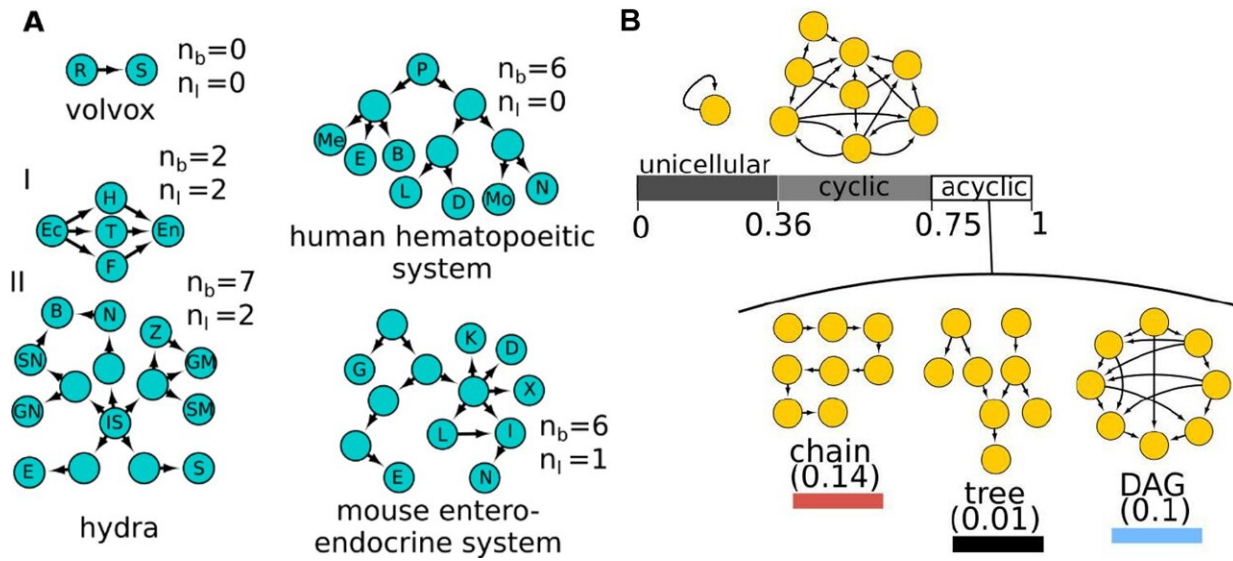 A
R
S
n_b=0
n_l=0
volvox
I
n_b=2
n_l=2
H
Ec
T
En
F
II
n_b=7
n_l=2
B
N
Z
SN
GM
GN
IS
SM
E
S
hydra
P
n_b=6
n_l=0
Me
E
B
L
D
Mo
N
human hematopoeitic
system
K
D
G
X
L
I
n_b=6
n_l=1
E
N
mouse entero-
endocrine system
B
unicellular
cyclic
acyclic
0
0.36
0.75
1
chain
(0.14)
tree
(0.01)
DAG
(0.1)